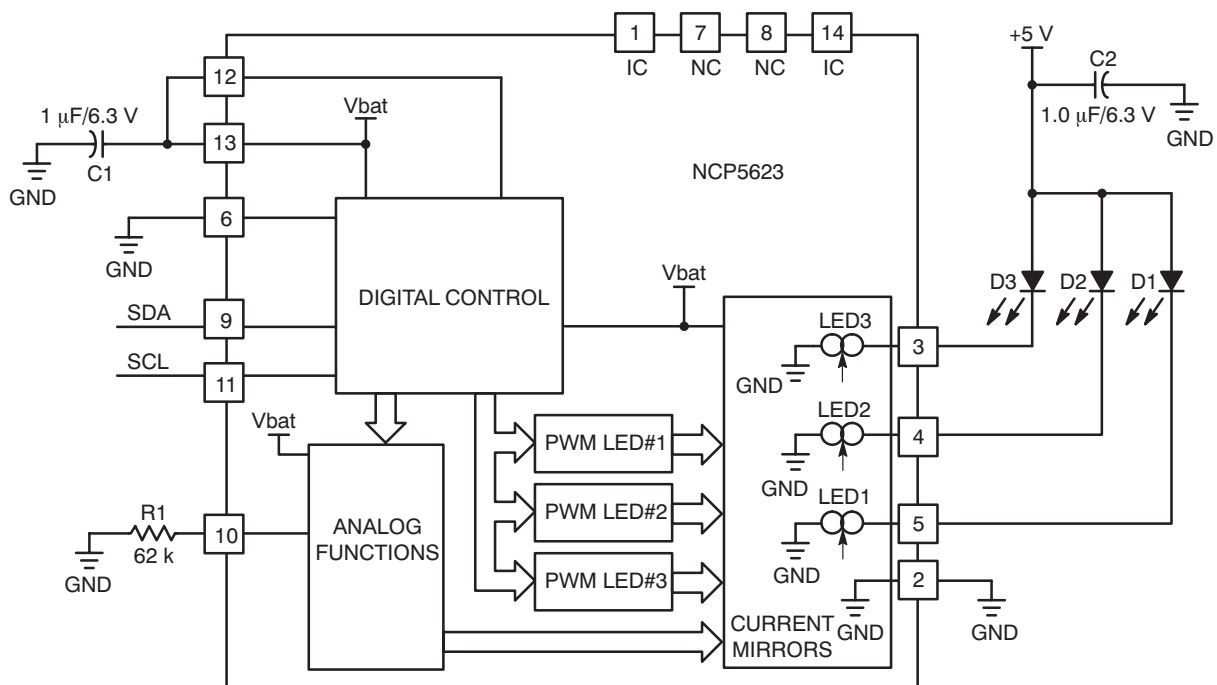 1
7
8
14
IC
NC
NC
IC
+5 V
C2
1.0 μF/6.3 V
GND
12
Vbat
1 μF/6.3 V
13
C1
GND
NCP5623
6
GND
DIGITAL CONTROL
Vbat
SDA
9
SCL
11
D3
D2
D1
LED3
3
GND
LED2
4
GND
LED1
5
GND
2
GND
GND
Vbat
PWM LED#1
PWM LED#2
PWM LED#3
R1
62 k
10
GND
ANALOG
FUNCTIONS
CURRENT
MIRRORS